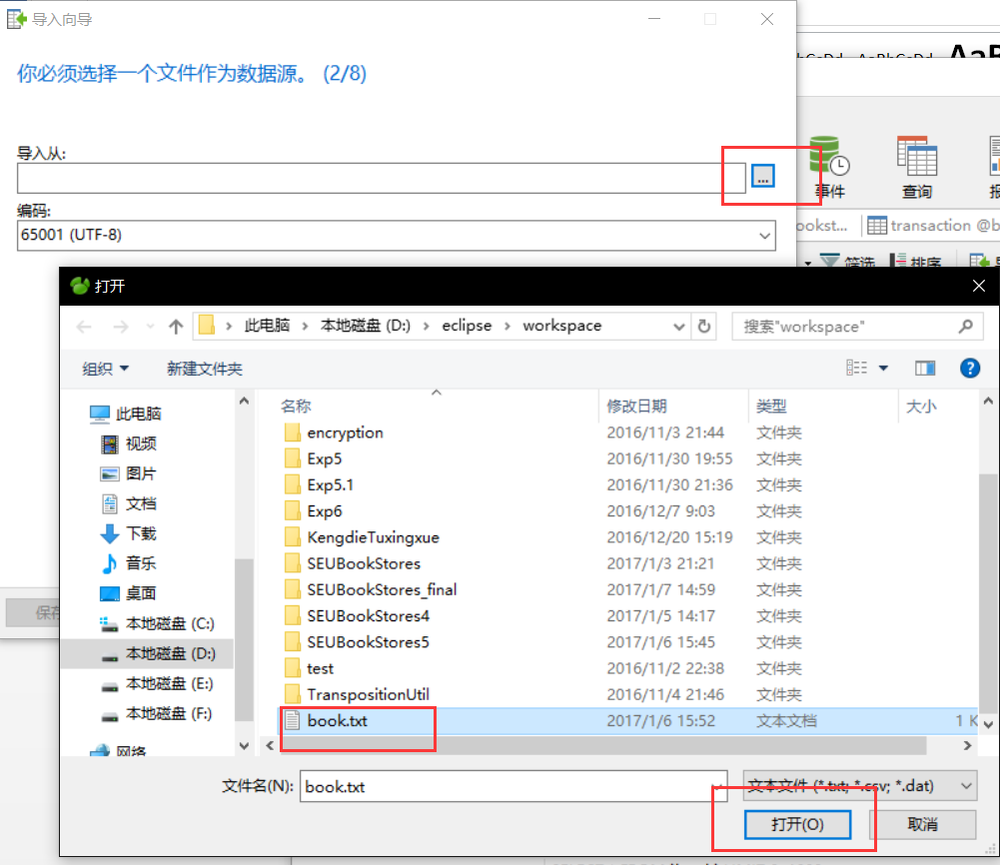 导入向导
你必须选择一个文件作为数据源。 (2/8)
导入从:
...
编码:
65001 (UTF-8)
事件
查询
transaction @b
筛选
排序
打开
此电脑 › 本地磁盘 (D:) › eclipse › workspace
搜索"workspace"
组织
新建文件夹
此电脑
视频
图片
文档
下载
音乐
桌面
本地磁盘 (C:)
本地磁盘 (D:)
本地磁盘 (E:)
本地磁盘 (F:)
网络
名称 修改日期 类型 大小
encryption 2016/11/3 21:44 文件夹
Exp5 2016/11/30 19:55 文件夹
Exp5.1 2016/11/30 21:36 文件夹
Exp6 2016/12/7 9:03 文件夹
KengdieTuxingxue 2016/12/20 15:19 文件夹
SEUBookStores 2017/1/3 21:21 文件夹
SEUBookStores_final 2017/1/7 14:59 文件夹
SEUBookStores4 2017/1/5 14:17 文件夹
SEUBookStores5 2017/1/6 15:45 文件夹
test 2016/11/2 22:38 文件夹
TranspositionUtil 2016/11/4 21:46 文件夹
book.txt 2017/1/6 15:52 文本文档 1 K
文件名(N): book.txt
文本文件 (*.txt; *.csv; *.dat)
打开(O)
取消